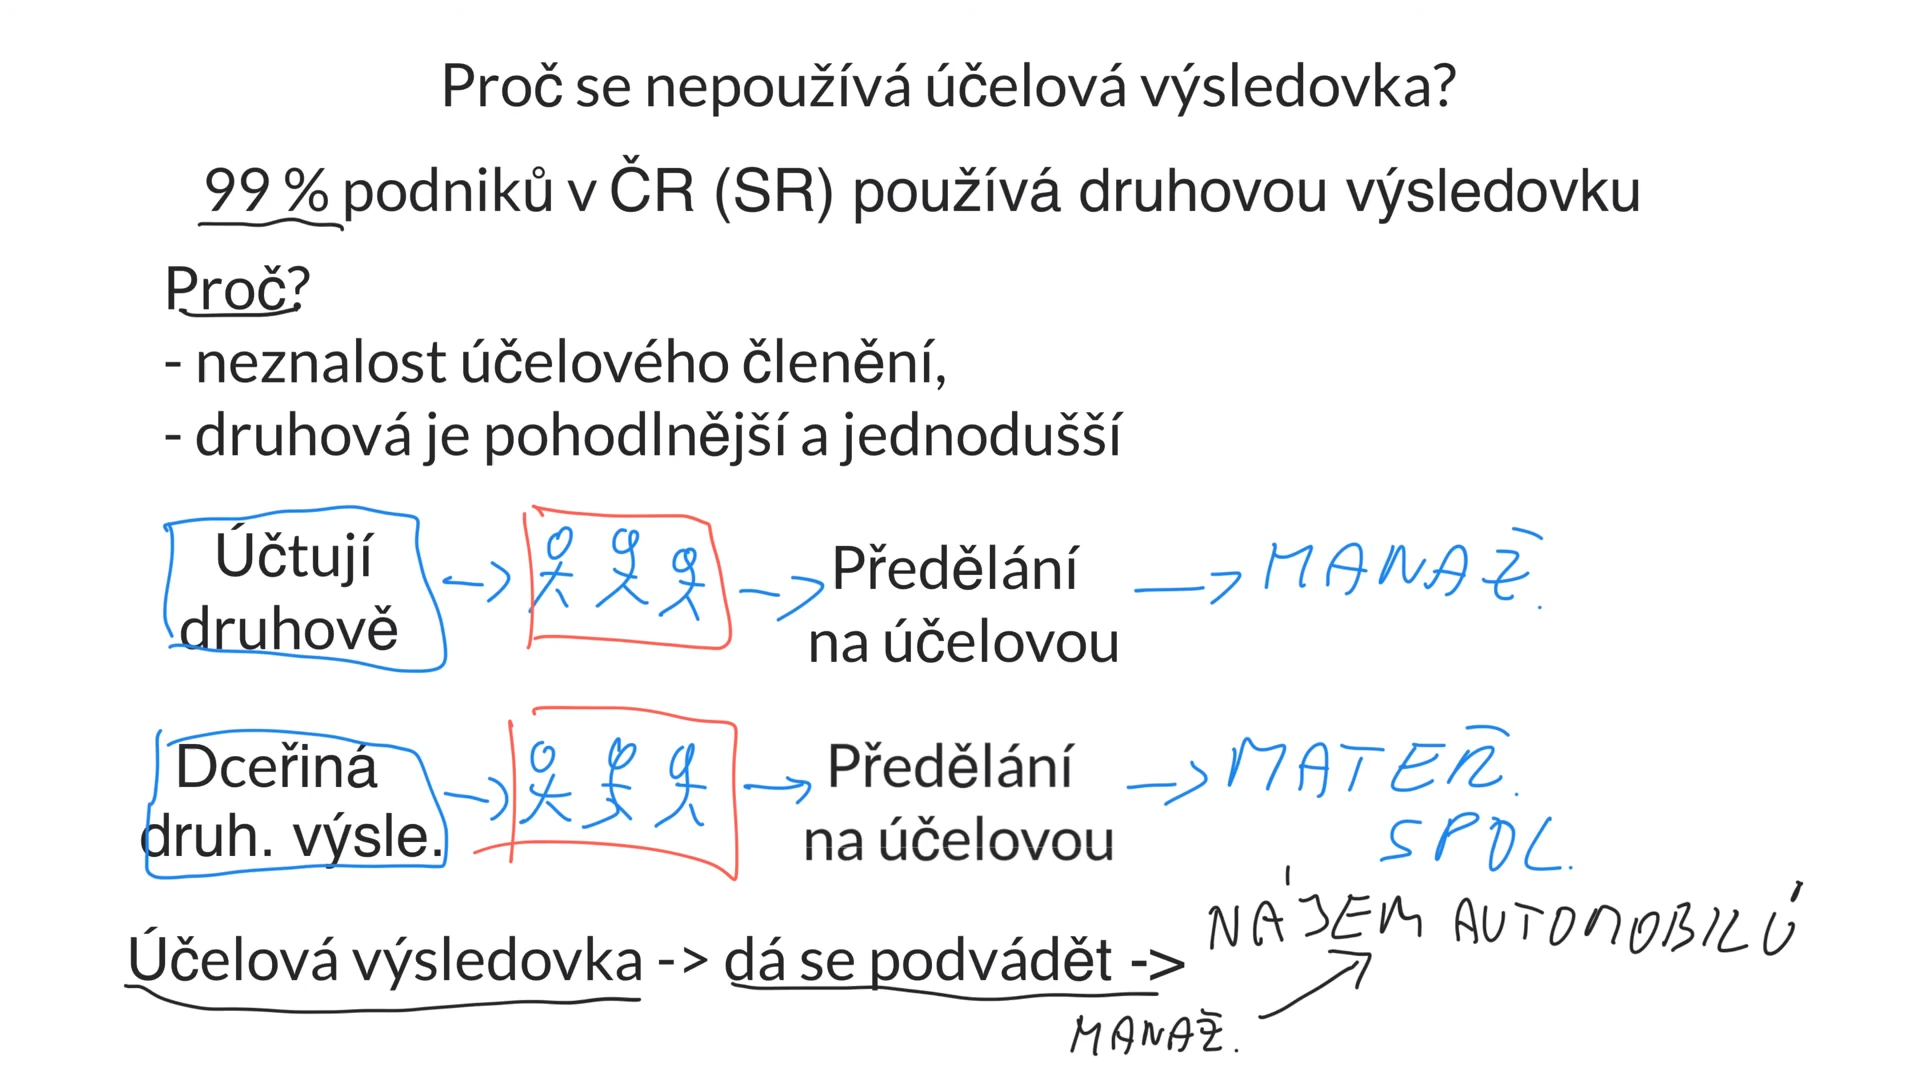 Proč se nepoužívá účelová výsledovka?
99 % podniků v ČR (SR) používá druhovou výsledovku
Proč?
- neznalost účelového členění,
- druhová je pohodlnější a jednodušší
Účtují
druhově
->
->
Předělání
na účelovou
->
MANAŽ.
Dceřiná
druh. výsle.
->
->
Předělání
na účelovou
->
MATEŘ.
SPOL.
Účelová výsledovka -> dá se podvádět ->
NÁJEM AUTOMOBILŮ
MANAŽ.